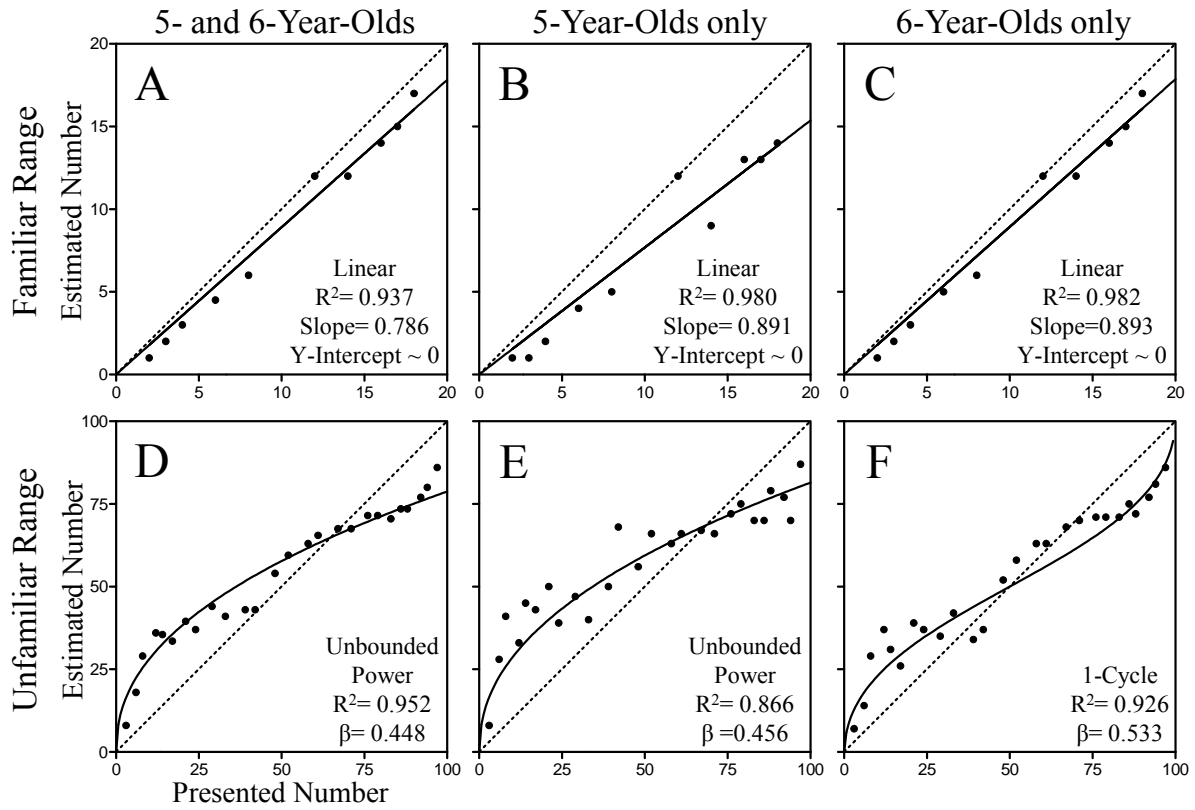 5- and 6-Year-Olds
5-Year-Olds only
6-Year-Olds only
Familiar Range
Estimated Number
20
15
10
5
0
A
Linear
R²= 0.937
Slope= 0.786
Y-Intercept ~ 0
0 5 10 15 20
B
Linear
R²= 0.980
Slope= 0.891
Y-Intercept ~ 0
0 5 10 15 20
C
Linear
R²= 0.982
Slope=0.893
Y-Intercept ~ 0
0 5 10 15 20
Unfamiliar Range
Estimated Number
100
75
50
25
0
D
Unbounded
Power
R²= 0.952
β= 0.448
0 25 50 75 100
E
Unbounded
Power
R²= 0.866
β =0.456
0 25 50 75 100
F
1-Cycle
R²= 0.926
β= 0.533
0 25 50 75 100
Presented Number